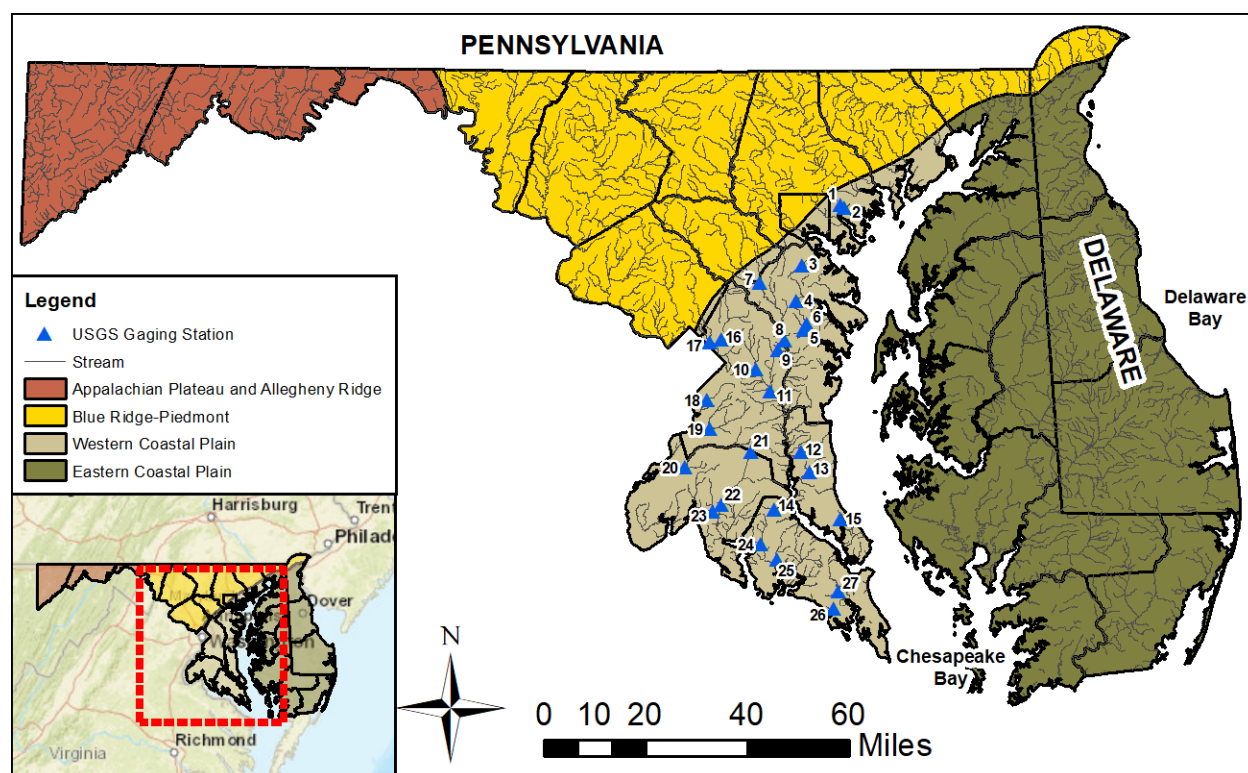 PENNSYLVANIA
1
2
3
7
4
6
5
8
9
16
17
10
11
18
19
21
12
13
20
22
23
14
15
24
25
27
26
DELAWARE
Delaware
Bay
Chesapeake
Bay
Legend
USGS Gaging Station
Stream
Appalachian Plateau and Allegheny Ridge
Blue Ridge-Piedmont
Western Coastal Plain
Eastern Coastal Plain
Harrisburg
Tren
Philad
Dover
Washington
Virginia
Richmond
N
0 10 20 40 60
Miles